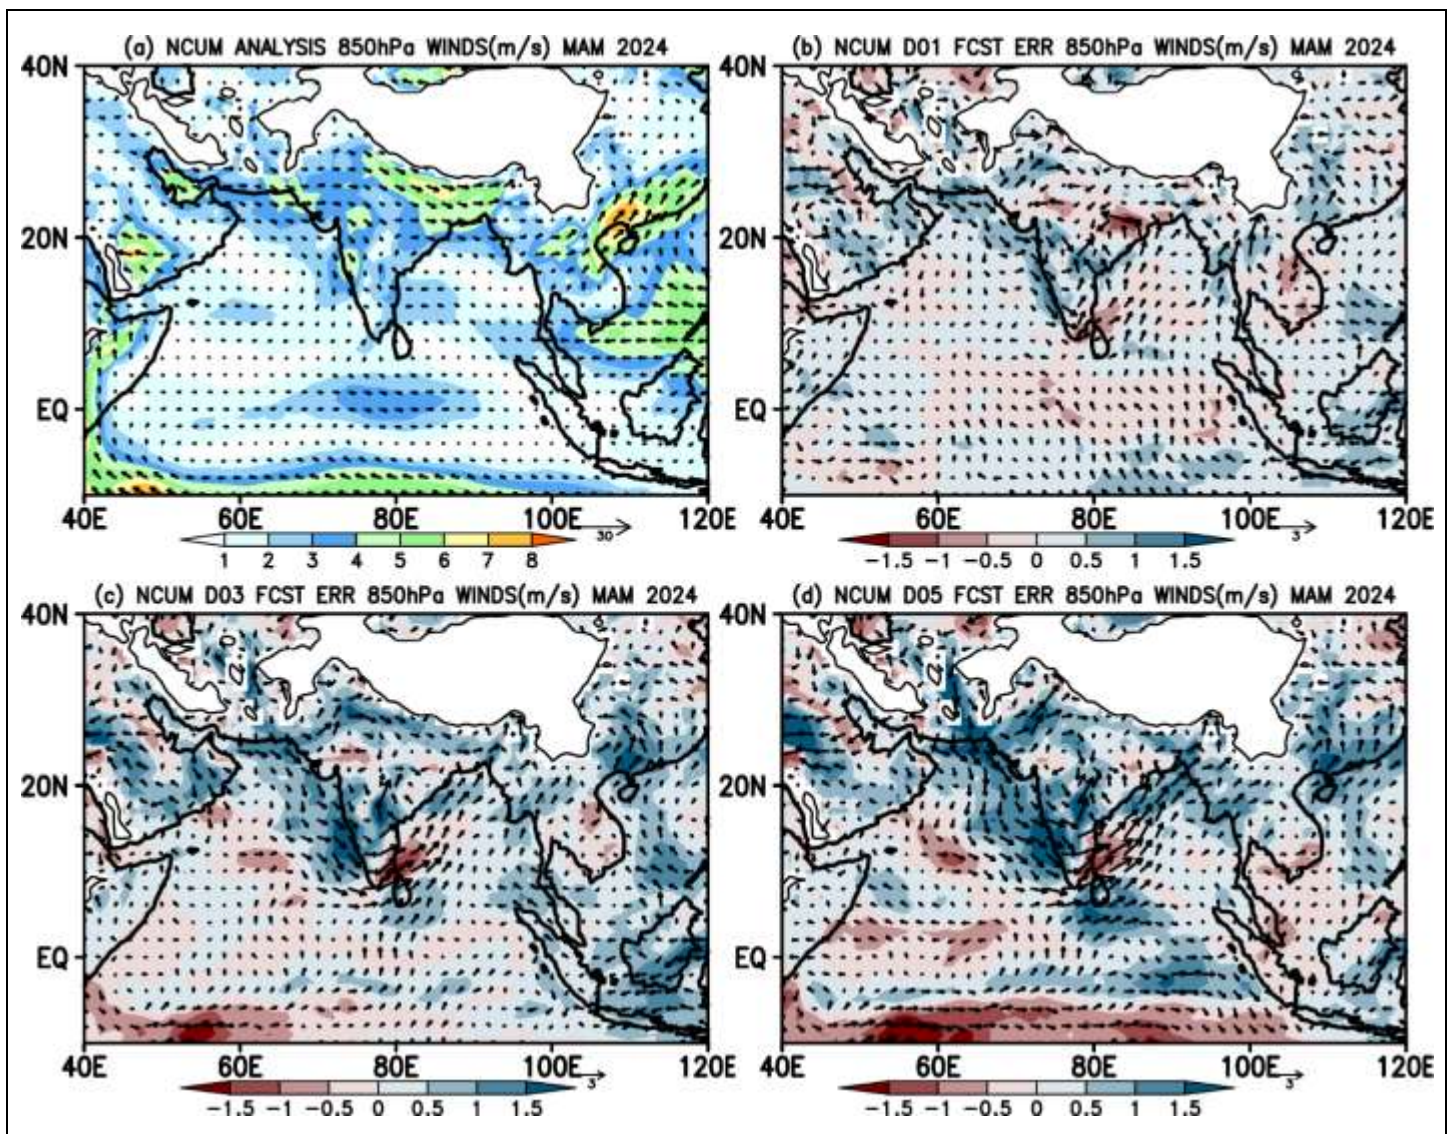 (a) NCUM ANALYSIS 850hPa WINDS(m/s) MAM 2024
40N
20N
EQ
40E 60E 80E 100E 120E
30
1 2 3 4 5 6 7 8
(b) NCUM D01 FCST ERR 850hPa WINDS(m/s) MAM 2024
40N
20N
EQ
40E 60E 80E 100E 120E
3
-1.5 -1 -0.5 0 0.5 1 1.5
(c) NCUM D03 FCST ERR 850hPa WINDS(m/s) MAM 2024
40N
20N
EQ
40E 60E 80E 100E 120E
3
-1.5 -1 -0.5 0 0.5 1 1.5
(d) NCUM D05 FCST ERR 850hPa WINDS(m/s) MAM 2024
40N
20N
EQ
40E 60E 80E 100E 120E
3
-1.5 -1 -0.5 0 0.5 1 1.5